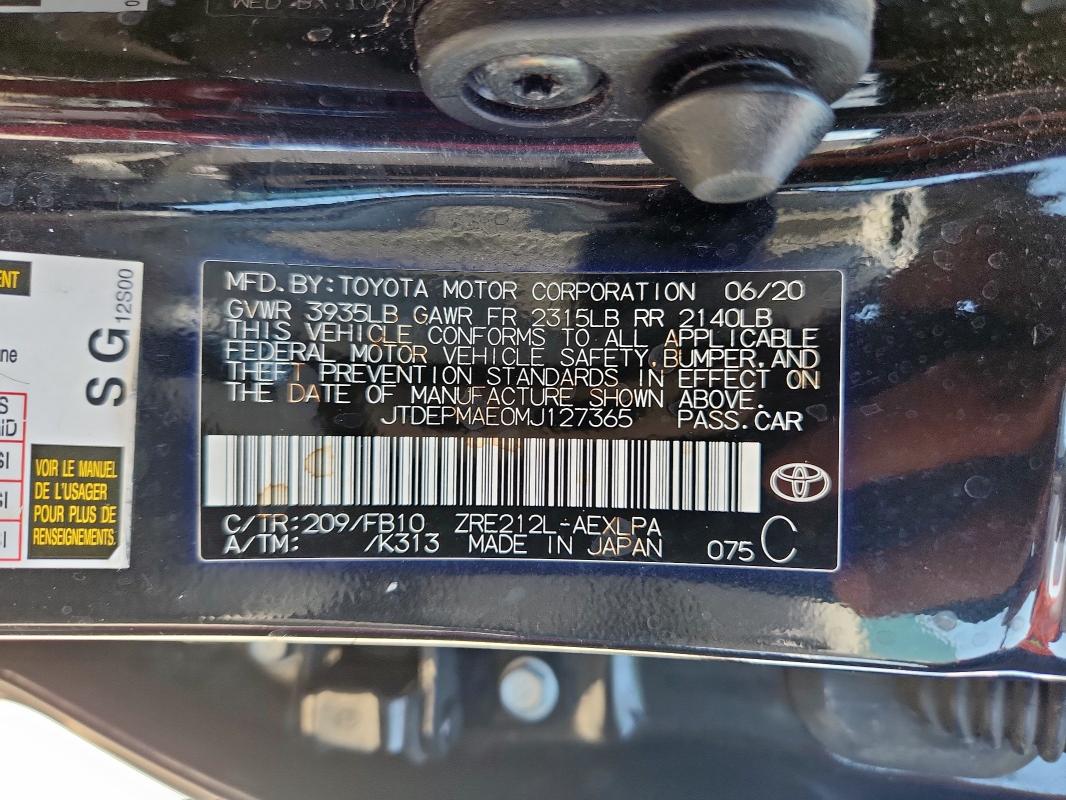 MFD.BY:TOYOTA MOTOR CORPORATION 06/20
GVWR 3935LB GAWR FR 2315LB RR 2140LB
THIS VEHICLE CONFORMS TO ALL APPLICABLE
FEDERAL MOTOR VEHICLE SAFETY,BUMPER,AND
THEFT PREVENTION STANDARDS IN EFFECT ON
THE DATE OF MANUFACTURE SHOWN ABOVE.
JTDEPMAE0MJ127365 PASS.CAR
C/TR:209/FB10 ZRE212L-AEXLPA
A/TM: /K313 MADE IN JAPAN 075 C
SG 12S00
VOIR LE MANUEL
DE L'USAGER
POUR PLUS DE
RENSEIGNEMENTS.